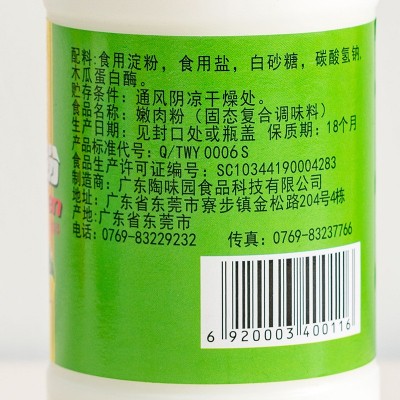 配料：食用淀粉，食用盐，白砂糖，碳酸氢钠，
木瓜蛋白酶。
贮存条件：通风阴凉干燥处。
食品名称：嫩肉粉（固态复合调味料）
生产日期：见封口处或瓶盖 保质期：18个月
产品标准代号：Q/TWY 0006 S
食品生产许可证编号：SC10344190004283
制造商：广东陶味园食品科技有限公司
地址：广东省东莞市寮步镇金松路204号4栋
产地:广东省东莞市
电话：0769-83229232 传真：0769-83237766
6 920003 400116